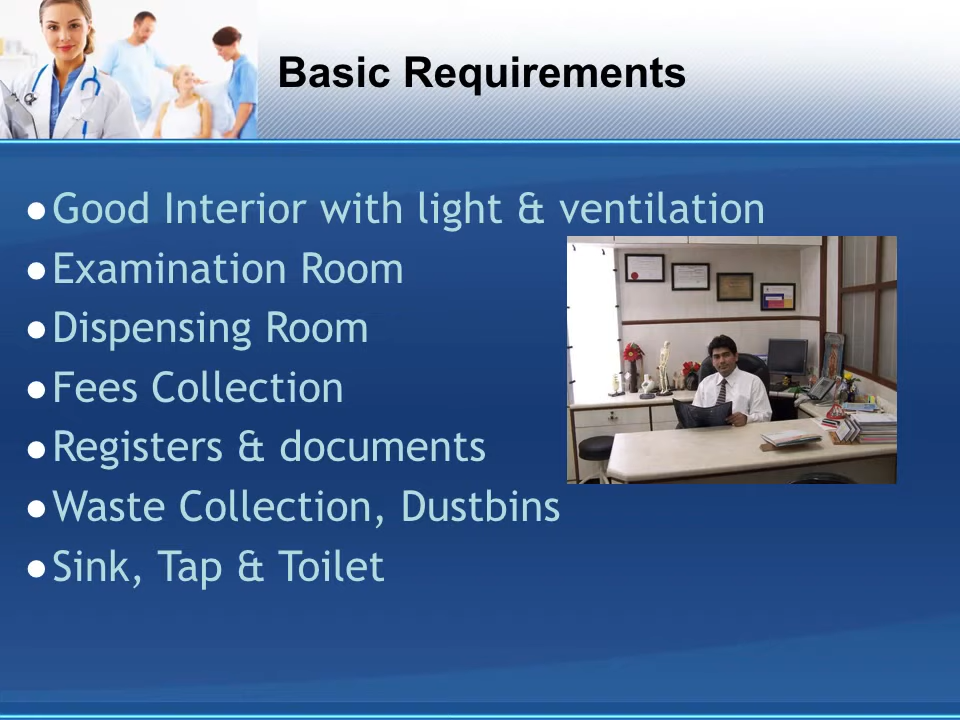 Basic Requirements
●Good Interior with light & ventilation
●Examination Room
●Dispensing Room
●Fees Collection
●Registers & documents
●Waste Collection, Dustbins
●Sink, Tap & Toilet